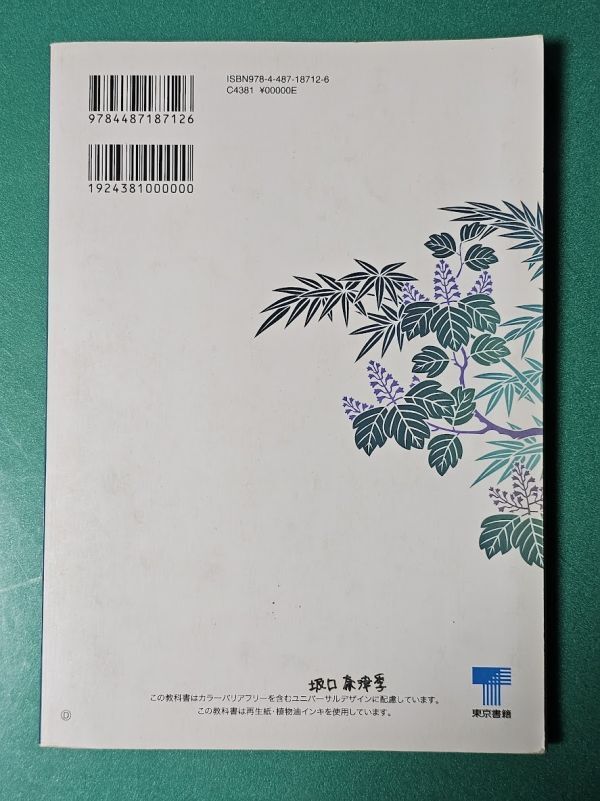 ISBN978-4-487-18712-6
C4381 ¥00000E
9784487187126
1924381000000
坂口
この教科書はカラーバリアフリーを含むユニバーサルデザインに配慮しています。
この教科書は再生紙・植物油インキを使用しています。
Ⓓ
東京書籍